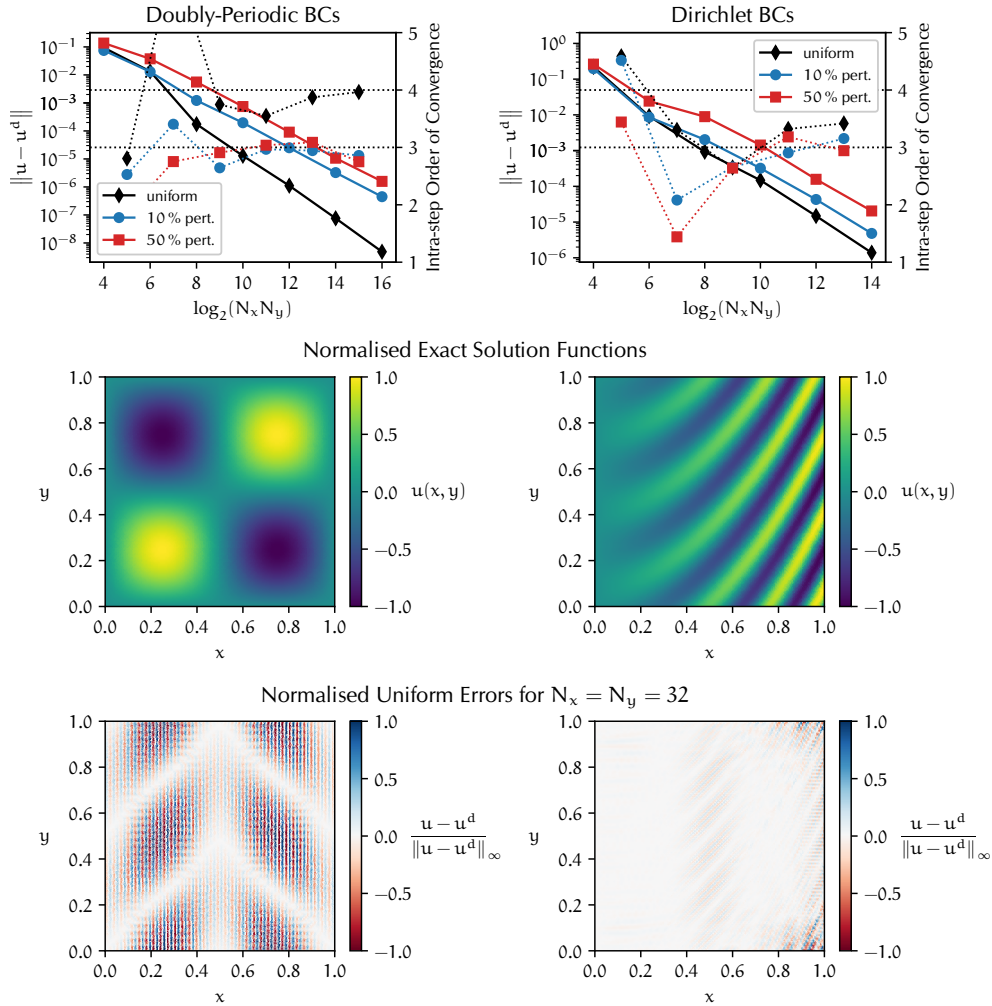 Doubly-Periodic BCs
‖u − uᵈ‖
10⁻¹
10⁻²
10⁻³
10⁻⁴
10⁻⁵
10⁻⁶
10⁻⁷
10⁻⁸
uniform
10 % pert.
50 % pert.
5
4
3
2
1
Intra-step Order of Convergence
4 6 8 10 12 14 16
log₂(NₓNᵧ)
Dirichlet BCs
‖u − uᵈ‖
10⁰
10⁻¹
10⁻²
10⁻³
10⁻⁴
10⁻⁵
10⁻⁶
uniform
10 % pert.
50 % pert.
5
4
3
2
1
Intra-step Order of Convergence
4 6 8 10 12 14
log₂(NₓNᵧ)
Normalised Exact Solution Functions
y
1.0
0.8
0.6
0.4
0.2
0.0
0.0 0.2 0.4 0.6 0.8 1.0
x
1.0
0.5
0.0
−0.5
−1.0
u(x, y)
y
1.0
0.8
0.6
0.4
0.2
0.0
0.0 0.2 0.4 0.6 0.8 1.0
x
1.0
0.5
0.0
−0.5
−1.0
u(x, y)
Normalised Uniform Errors for Nₓ = Nᵧ = 32
y
1.0
0.8
0.6
0.4
0.2
0.0
0.0 0.2 0.4 0.6 0.8 1.0
x
1.0
0.5
0.0
−0.5
−1.0
u − uᵈ
‖u − uᵈ‖∞
y
1.0
0.8
0.6
0.4
0.2
0.0
0.0 0.2 0.4 0.6 0.8 1.0
x
1.0
0.5
0.0
−0.5
−1.0
u − uᵈ
‖u − uᵈ‖∞